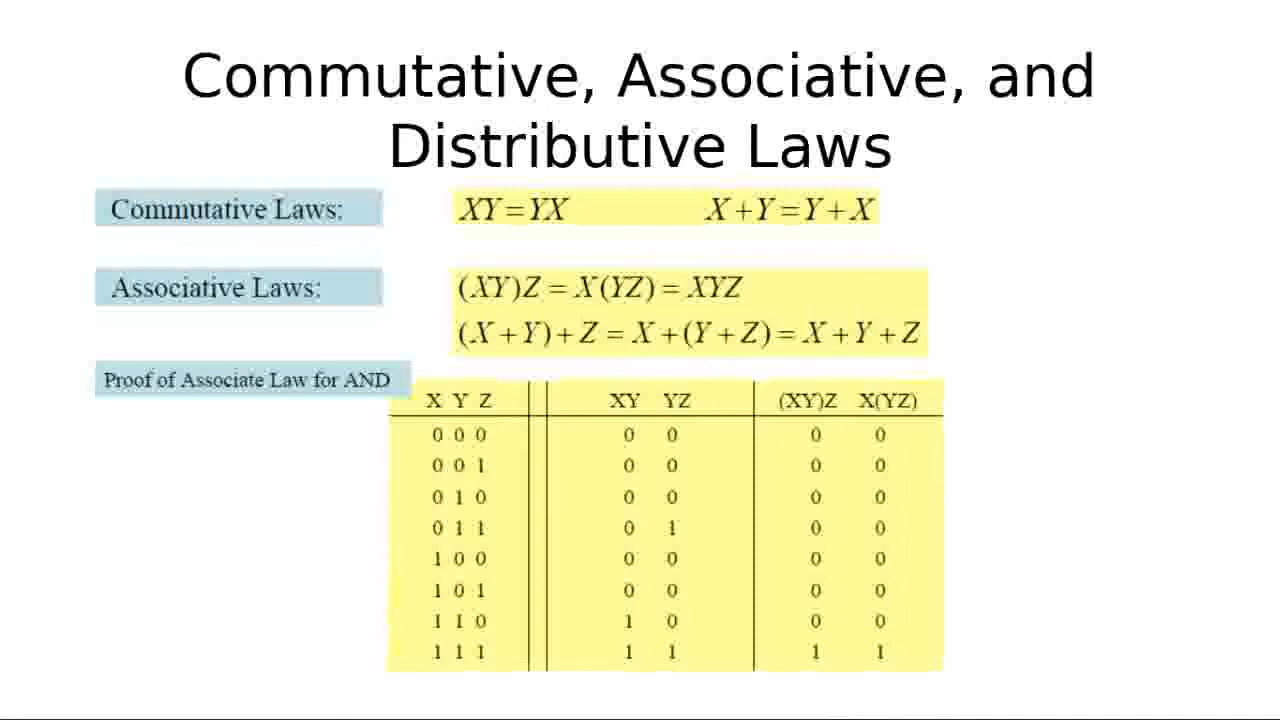 Commutative, Associative, and
Distributive Laws
Commutative Laws: XY=YX X+Y=Y+X
Associative Laws: (XY)Z = X(YZ) = XYZ
(X+Y)+Z = X+(Y+Z)= X+Y+Z
Proof of Associate Law for AND
X Y Z XY YZ (XY)Z X(YZ)
0 0 0 0 0 0 0
0 0 1 0 0 0 0
0 1 0 0 0 0 0
0 1 1 0 1 0 0
1 0 0 0 0 0 0
1 0 1 0 0 0 0
1 1 0 1 0 0 0
1 1 1 1 1 1 1